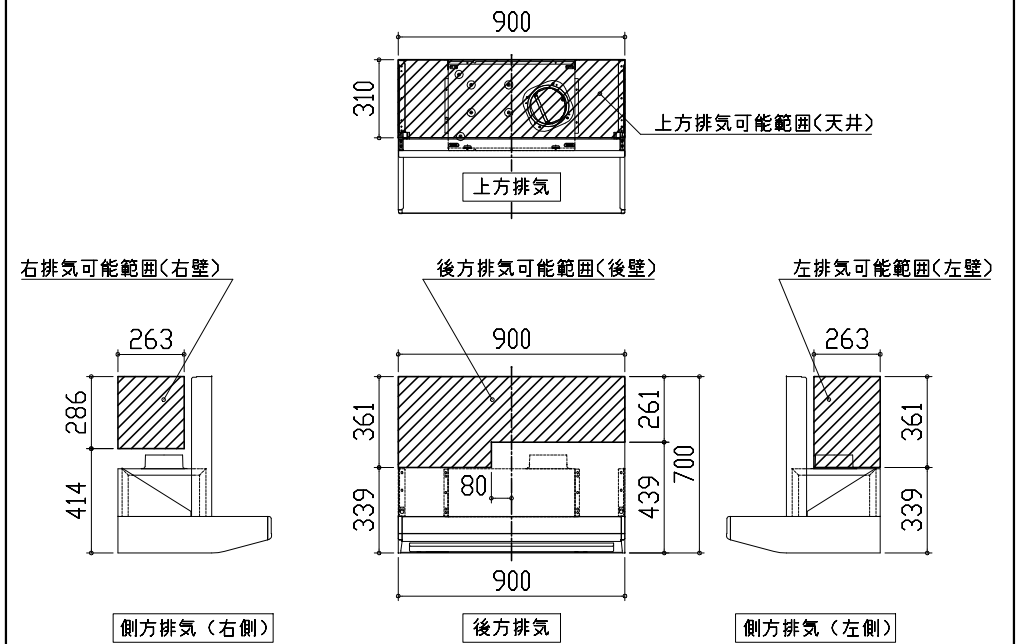 900
310
上方排気可能範囲(天井)
上方排気
右排気可能範囲(右壁)
後方排気可能範囲(後壁)
左排気可能範囲(左壁)
263
900
263
286
361
261
361
700
414
339
80
439
339
900
側方排気(右側)
後方排気
側方排気(左側)